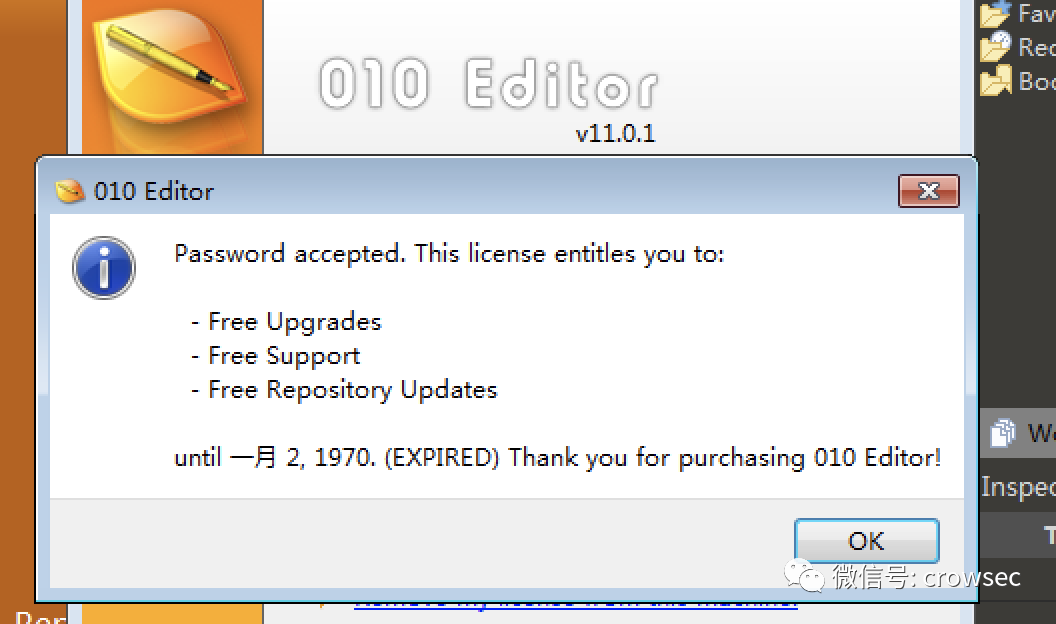 010 Editor
v11.0.1
010 Editor
Password accepted. This license entitles you to:
- Free Upgrades
- Free Support
- Free Repository Updates
until 一月 2, 1970. (EXPIRED) Thank you for purchasing 010 Editor!
OK
微信号: crowsec
Fav
Rec
Boo
Inspec